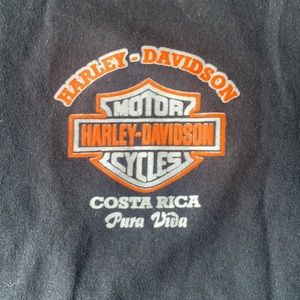 HARLEY-DAVIDSON
MOTOR
HARLEY-DAVIDSON
CYCLES
COSTA RICA
Pura Vida